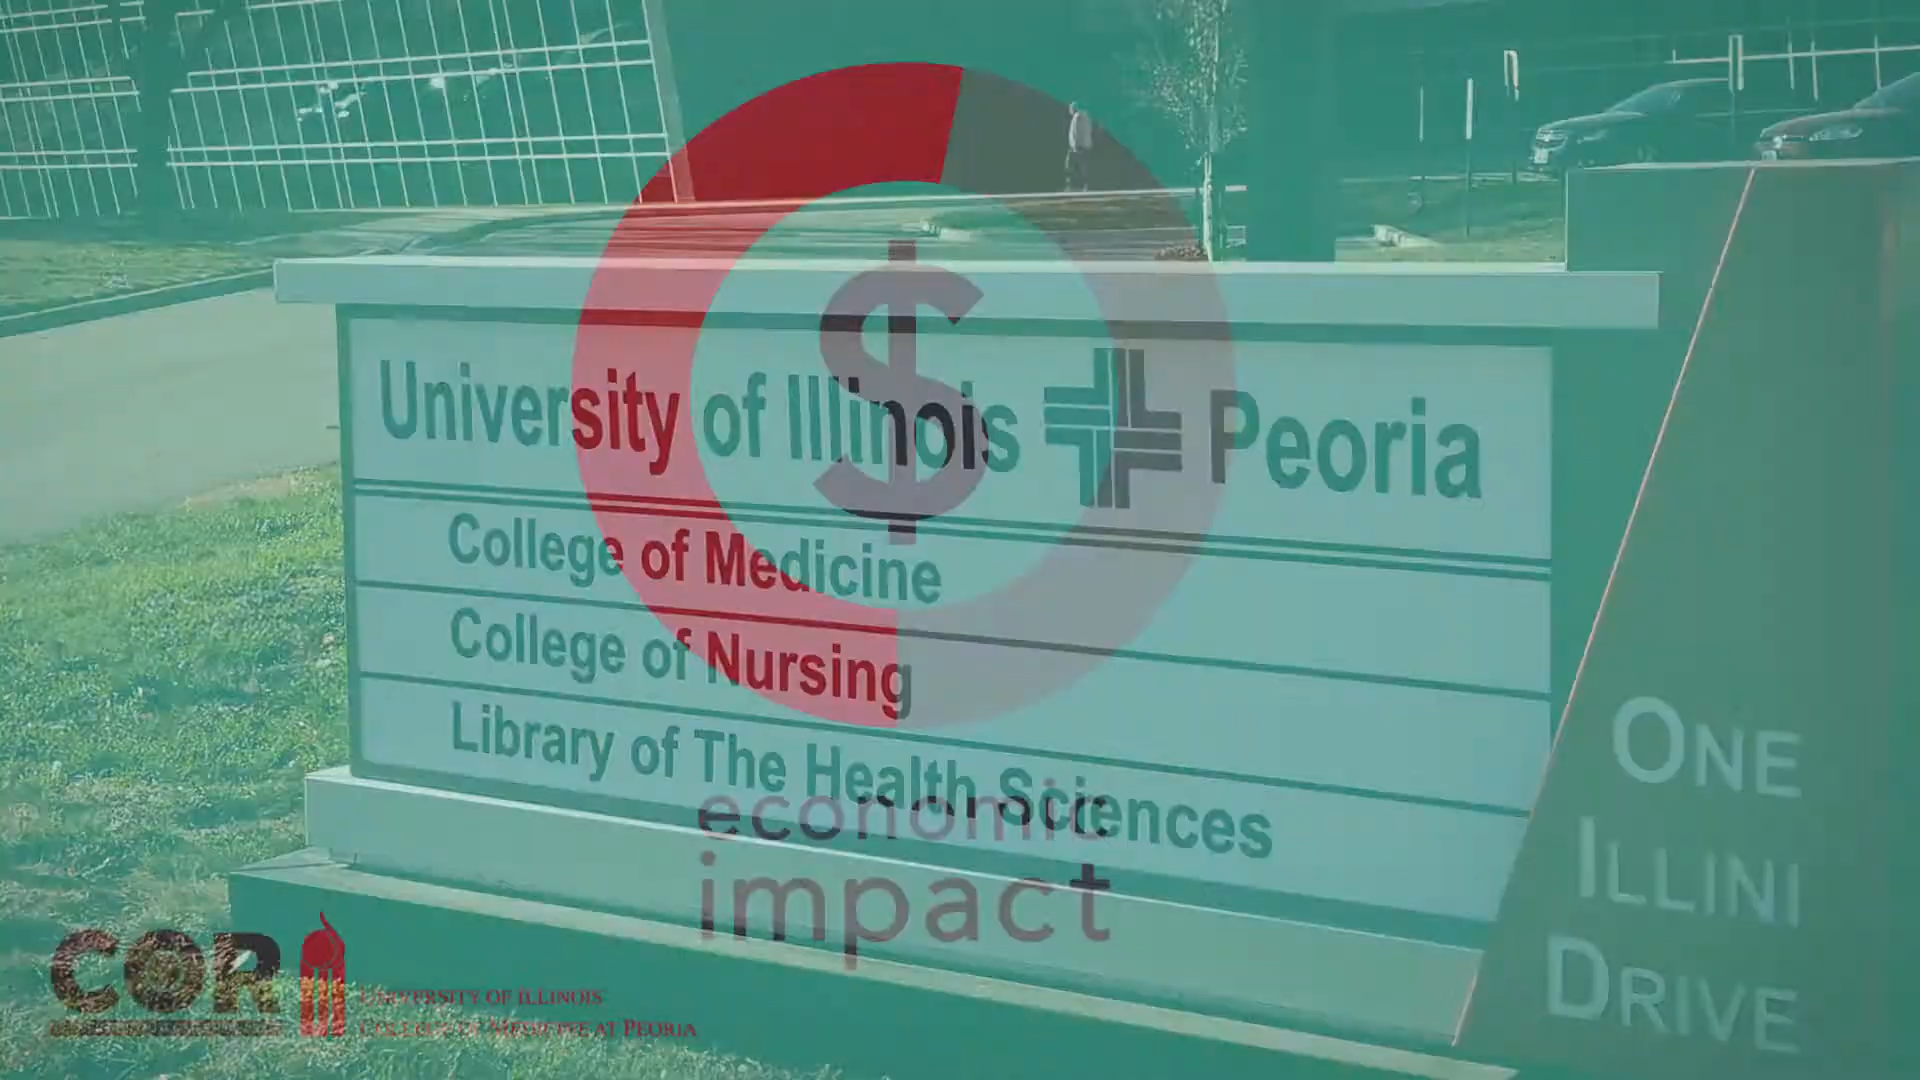 $
University of Illinois Peoria
College of Medicine
College of Nursing
Library of The Health Sciences
economic
impact
ONE
ILLINI
DRIVE
CORI
UNIVERSITY OF ILLINOIS
COLLEGE OF MEDICINE AT PEORIA